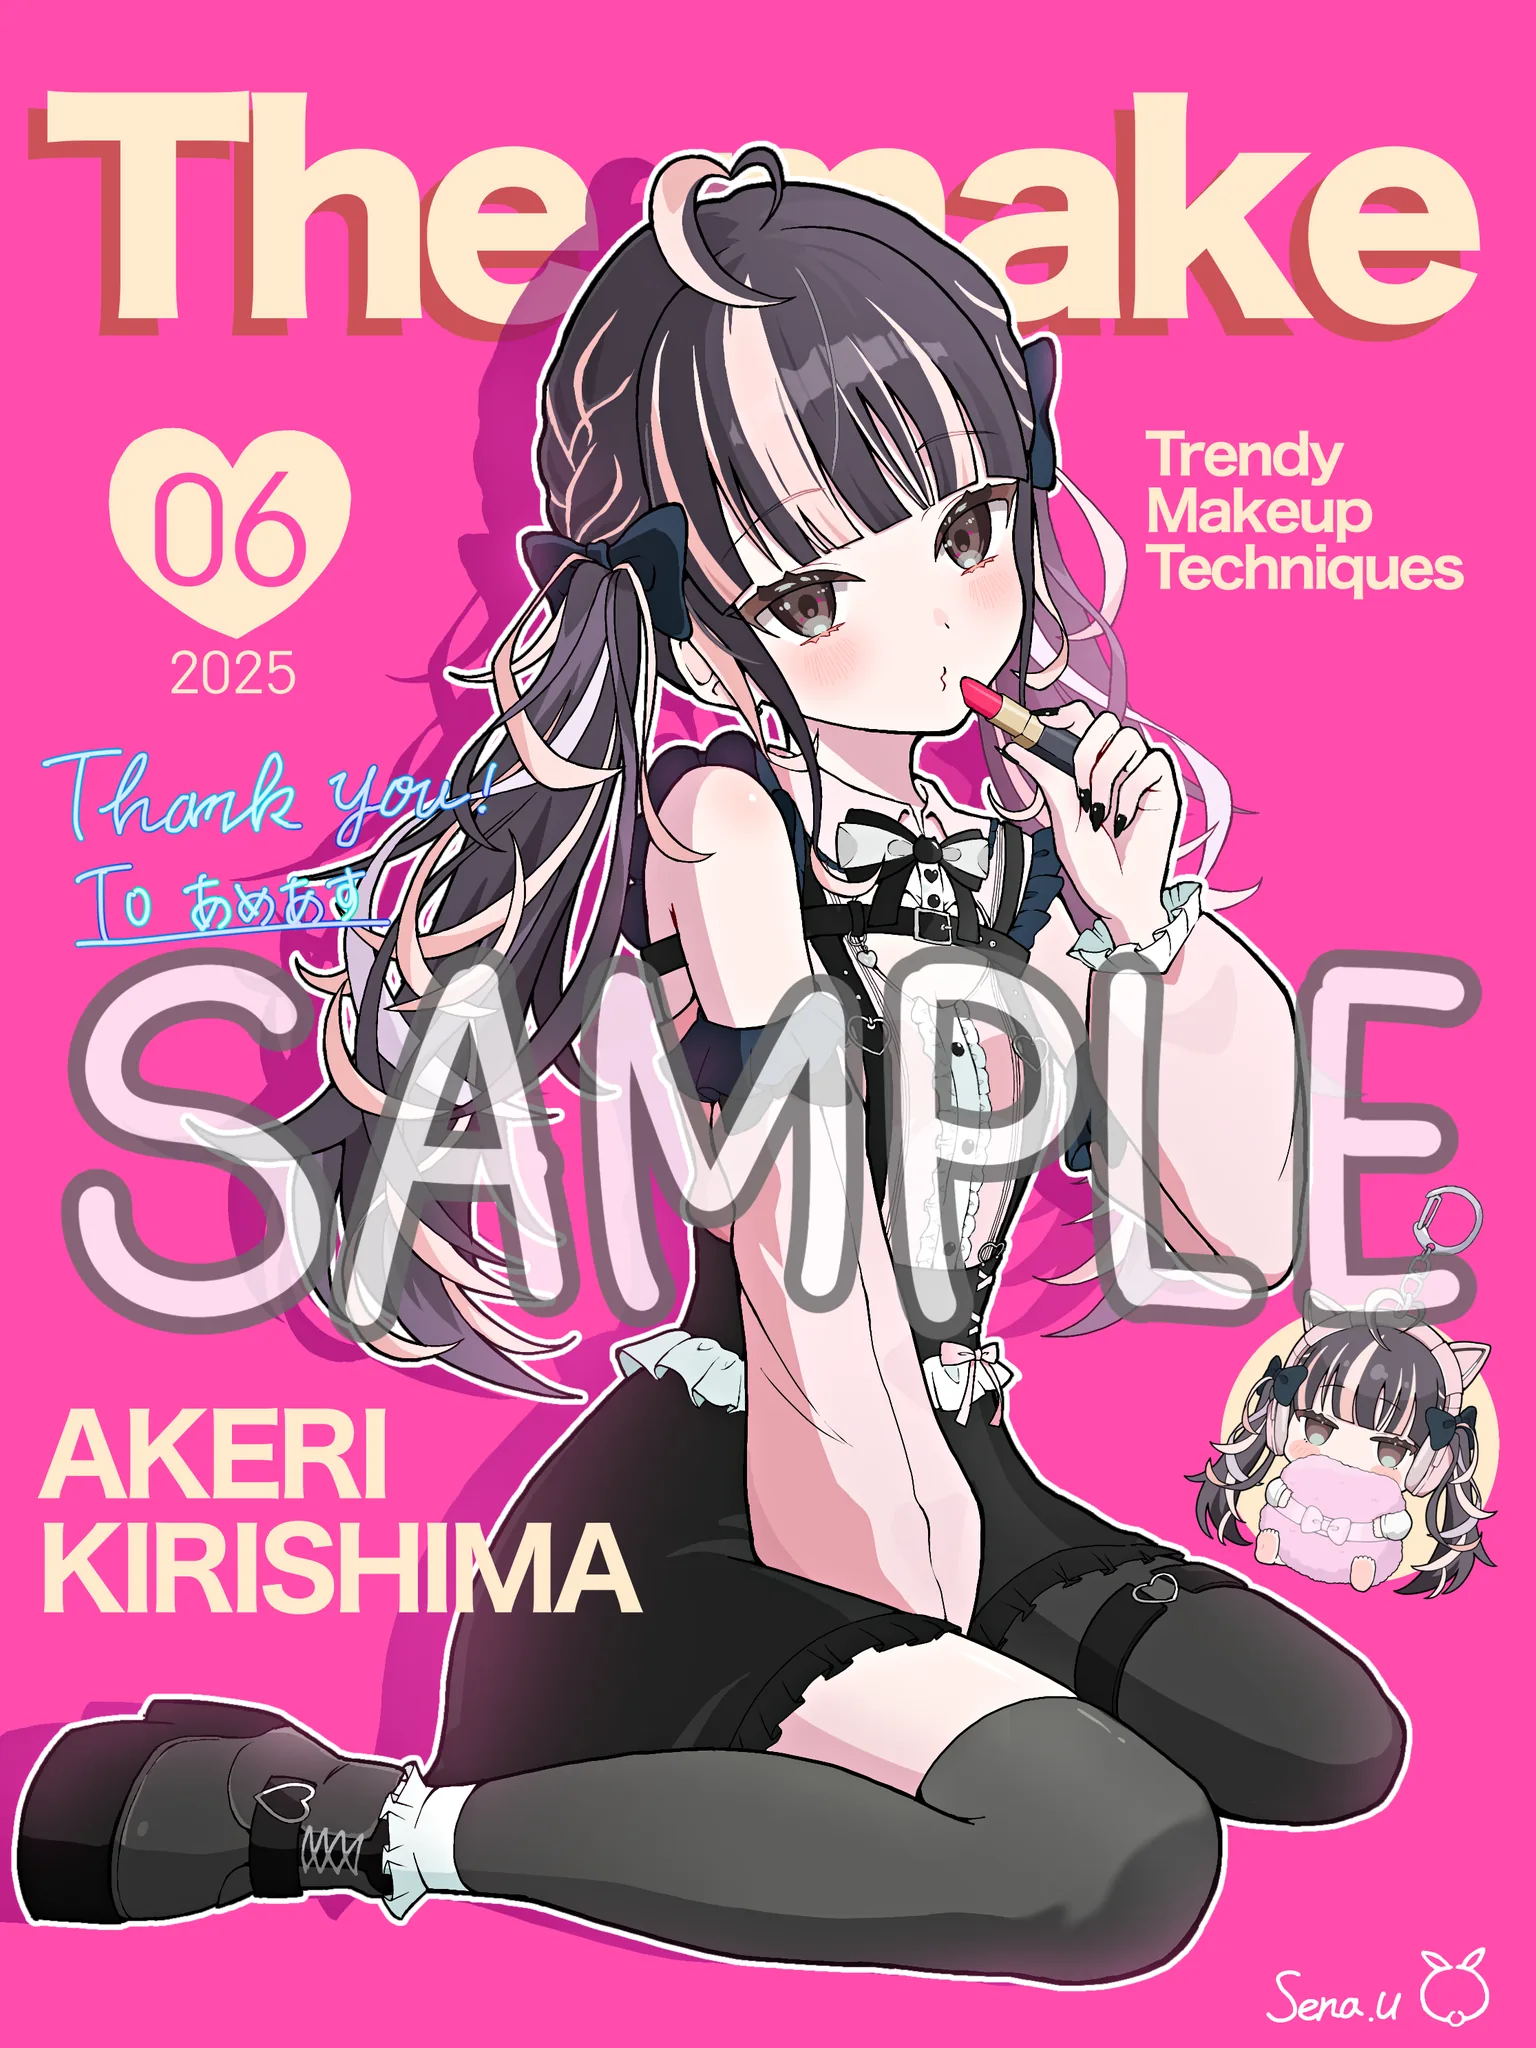 The make
06
2025
Trendy
Makeup
Techniques
Thank you!
To あめあす
SAMPLE
AKERI
KIRISHIMA
Sena.U